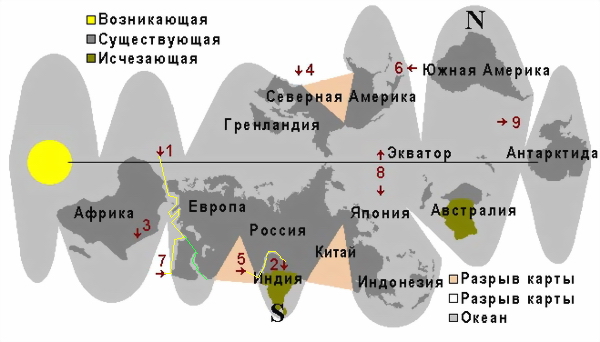 Возникающая
Существующая
Исчезающая
N
4
6
Южная Америка
Северная Америка
Гренландия
9
1
Экватор
Антарктида
8
Африка
Европа
Япония
Австралия
3
Россия
Китай
7
5
2
Индия
Индонезия
S
Разрыв карты
Разрыв карты
Океан